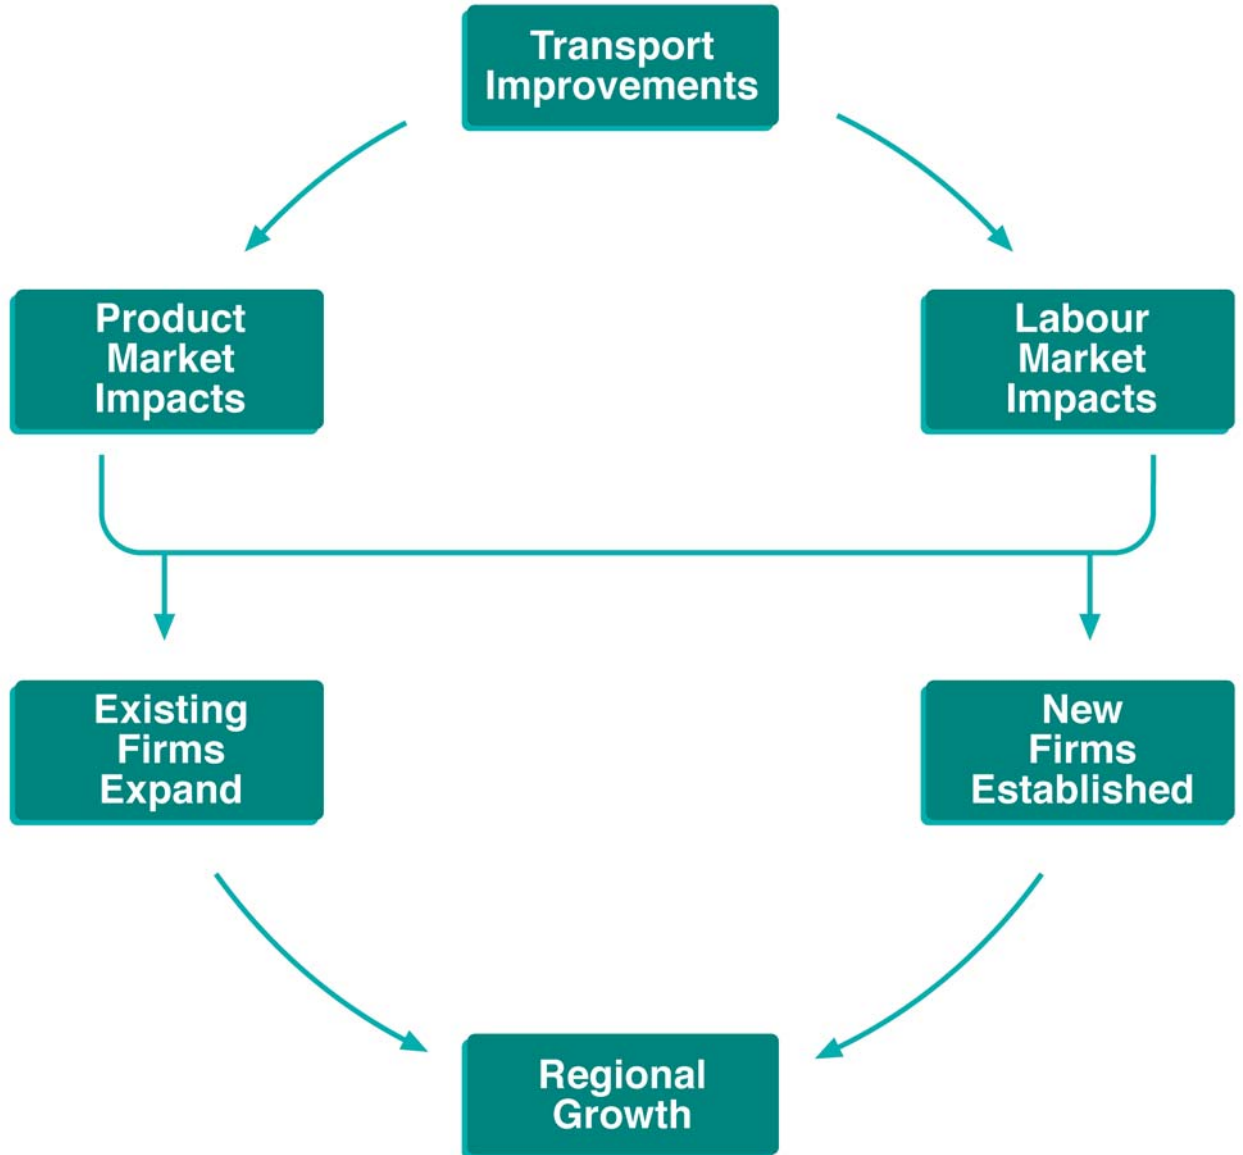 Transport
Improvements
Product
Market
Impacts
Labour
Market
Impacts
Existing
Firms
Expand
New
Firms
Established
Regional
Growth